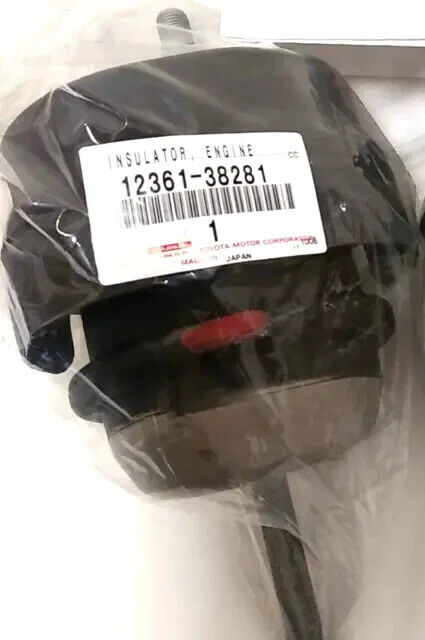 INSULATOR, ENGINE
12361-38281
1
TOYOTA MOTOR CORPORATION
MADE IN JAPAN